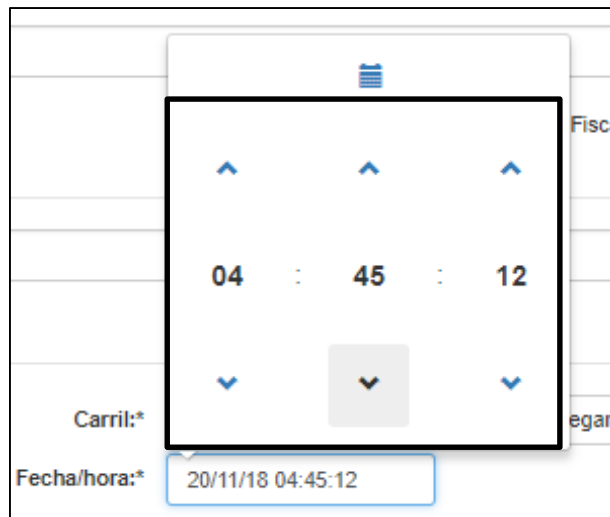 Fisc
04 : 45 : 12
Carril:*
egar
Fecha/hora:* 20/11/18 04:45:12